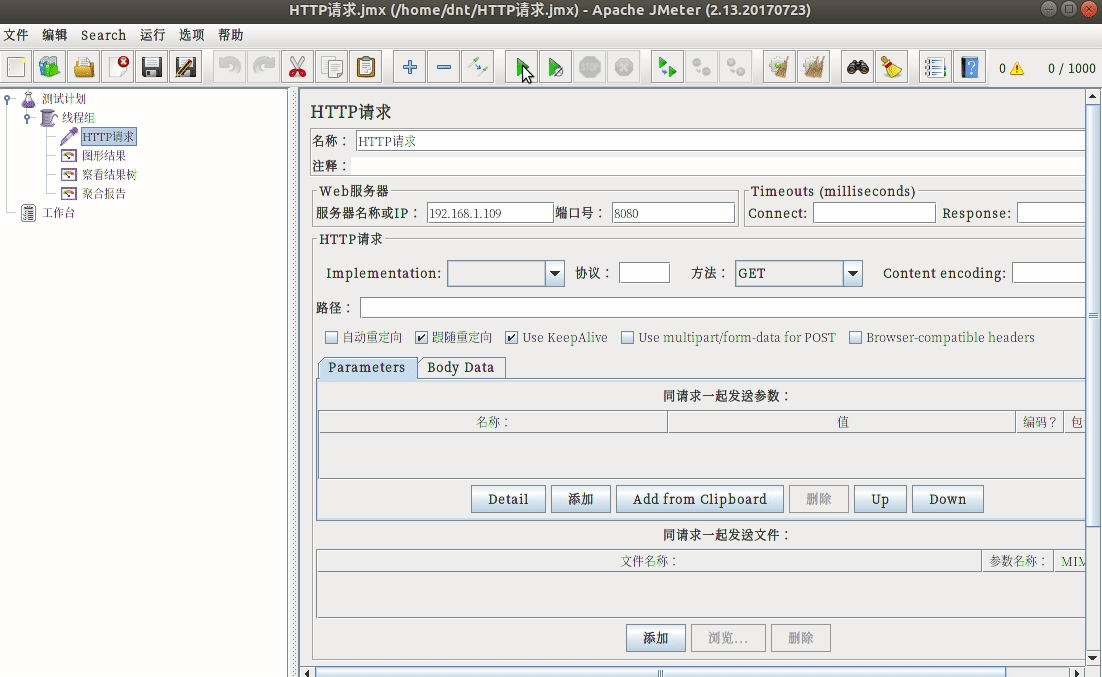 HTTP请求.jmx (/home/dnt/HTTP请求.jmx) - Apache JMeter (2.13.20170723)
文件 编辑 Search 运行 选项 帮助
STOP
0 0 / 1000
测试计划
线程组
HTTP请求
图形结果
察看结果树
聚合报告
工作台
HTTP请求
名称： HTTP请求
注释：
Web服务器 Timeouts (milliseconds)
服务器名称或IP： 192.168.1.109 端口号： 8080 Connect: Response:
HTTP请求
Implementation: 协议： 方法： GET Content encoding:
路径：
自动重定向 跟随重定向 Use KeepAlive Use multipart/form-data for POST Browser-compatible headers
Parameters Body Data
同请求一起发送参数：
名称： 值 编码？ 包
Detail 添加 Add from Clipboard 删除 Up Down
同请求一起发送文件：
文件名称： 参数名称： MIM
添加 浏览... 删除